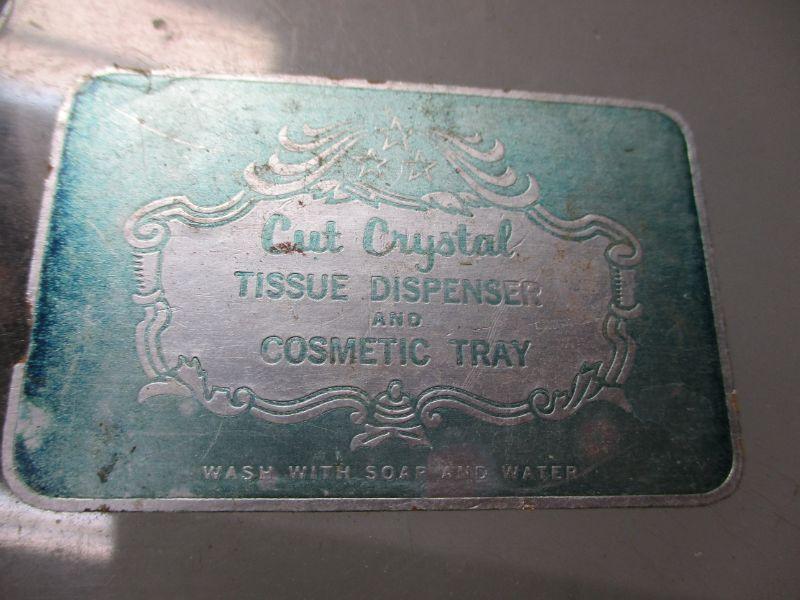 Cut Crystal
TISSUE DISPENSER
AND
COSMETIC TRAY
WASH WITH SOAP AND WATER